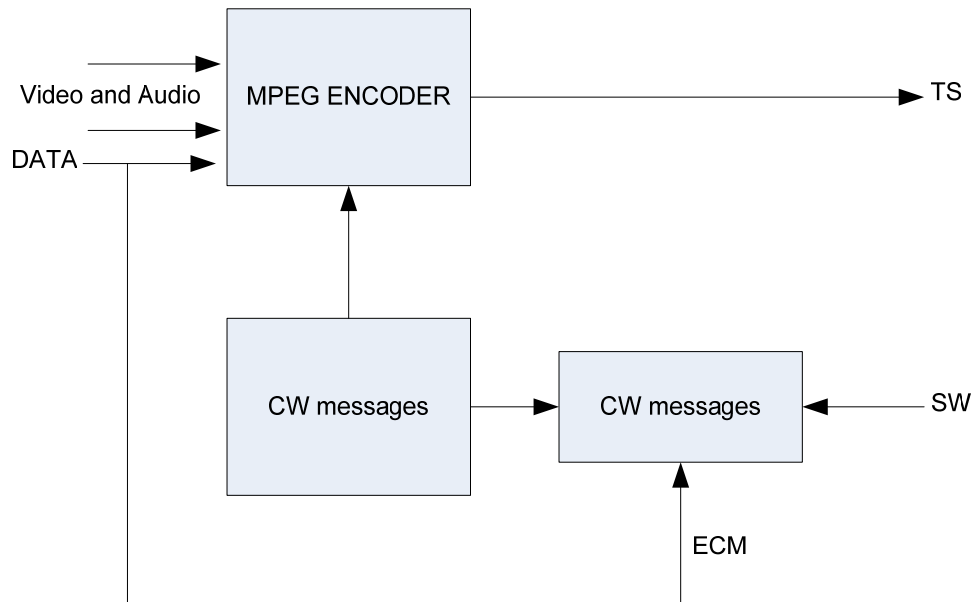 Video and Audio
MPEG ENCODER
TS
DATA
CW messages
CW messages
SW
ECM